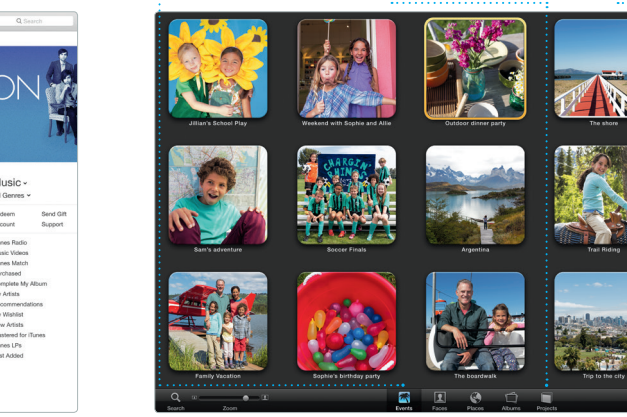 Search
ON
usic
Genres
deem Send Gift
count Support
nes Radio
sic Videos
nes Match
rchased
mplete My Album
Artists
commendations
Wishlist
w Artists
stered for iTunes
nes LPs
st Added
Jillian's School Play
Weekend with Sophie and Allie
Outdoor dinner party
The shore
CHARGIN'
RHINOS
Sam's adventure
Soccer Finals
Argentina
Trail Riding
Family Vacation
Sophie's birthday party
The boardwalk
Trip to the city
Search
Zoom
Events
Faces
Places
Albums
Projects